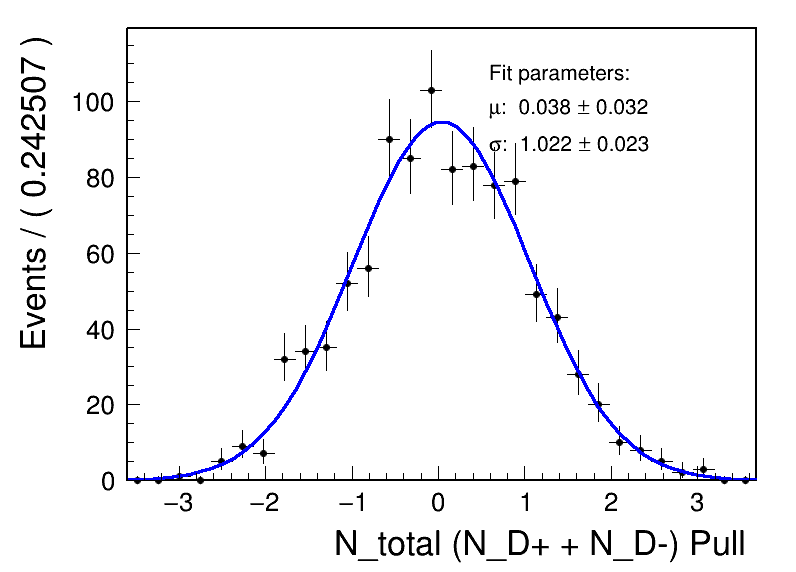 Events / ( 0.242507 )
100
80
60
40
20
0
Fit parameters:
μ: 0.038 ± 0.032
σ: 1.022 ± 0.023
−3 −2 −1 0 1 2 3
N_total (N_D+ + N_D-) Pull